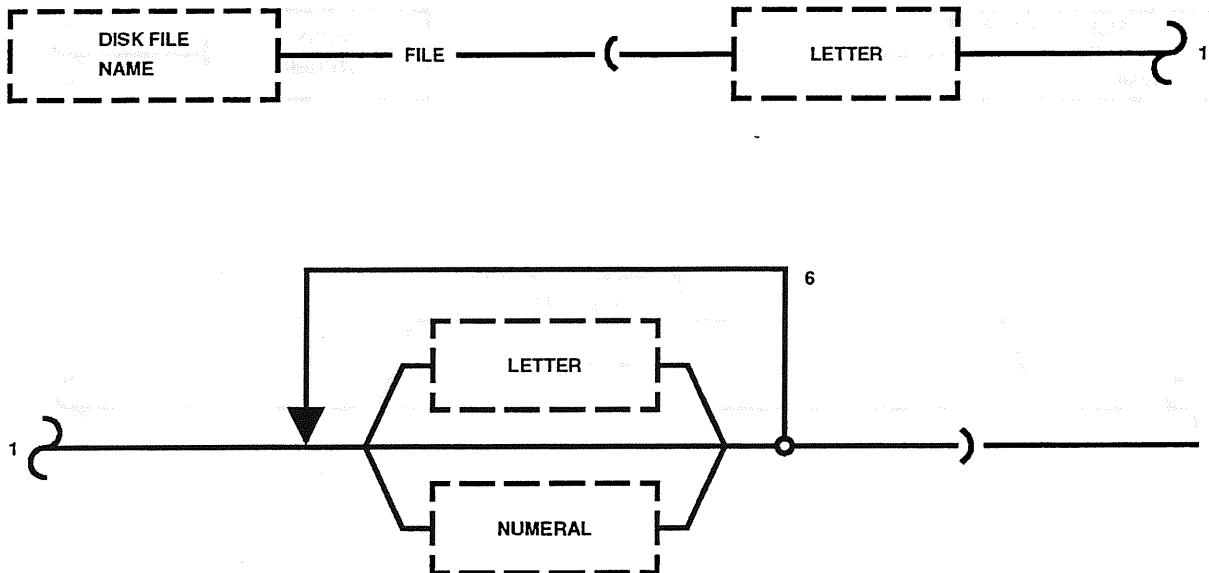 DISK FILE
NAME
FILE
(
LETTER
1
6
LETTER
1
)
NUMERAL